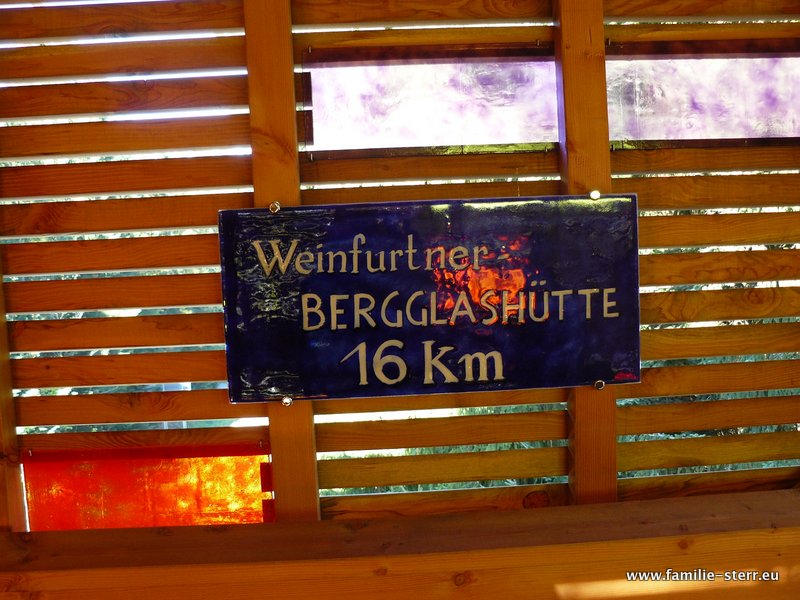 Weinfurtner-
BERGGLASHÜTTE
16 Km
www.familie-sterr.eu